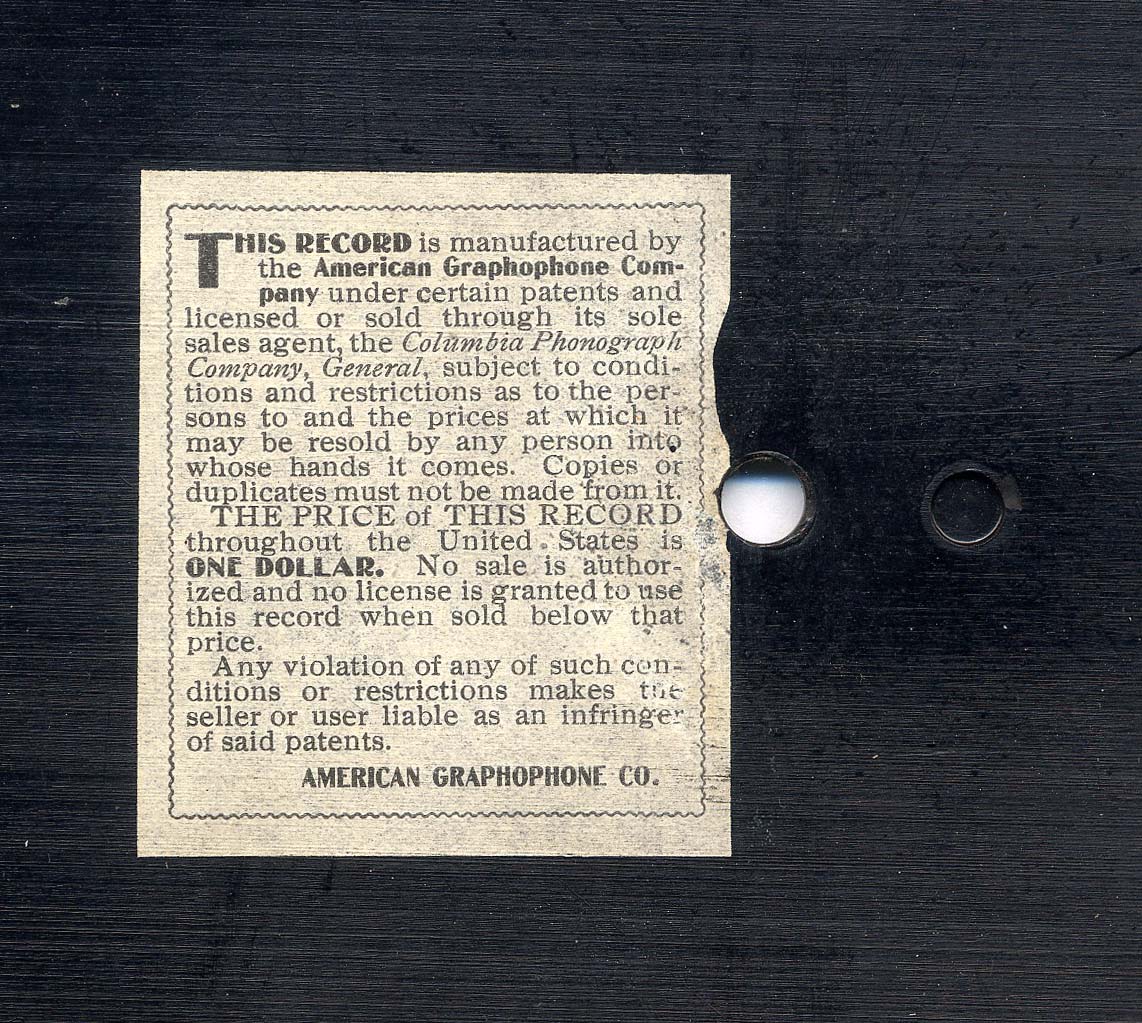 THIS RECORD is manufactured by
the American Graphophone Com-
pany under certain patents and
licensed or sold through its sole
sales agent, the Columbia Phonograph
Company, General, subject to condi-
tions and restrictions as to the per-
sons to and the prices at which it
may be resold by any person into
whose hands it comes. Copies or
duplicates must not be made from it.
THE PRICE of THIS RECORD
throughout the United States is
ONE DOLLAR. No sale is author-
ized and no license is granted to use
this record when sold below that
price.
Any violation of any of such con-
ditions or restrictions makes the
seller or user liable as an infringer
of said patents.
AMERICAN GRAPHOPHONE CO.